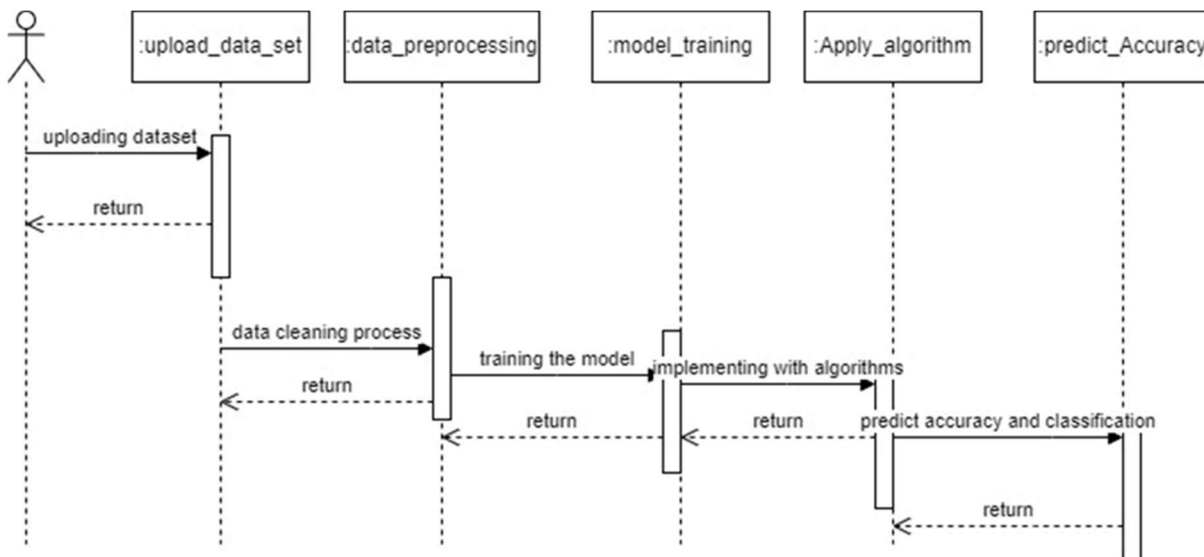 :upload_data_set
:data_preprocessing
:model_training
:Apply_algorithm
:predict_Accuracy
uploading dataset
return
data cleaning process
training the model
implementing with algorithms
return
return
return
predict accuracy and classification
return